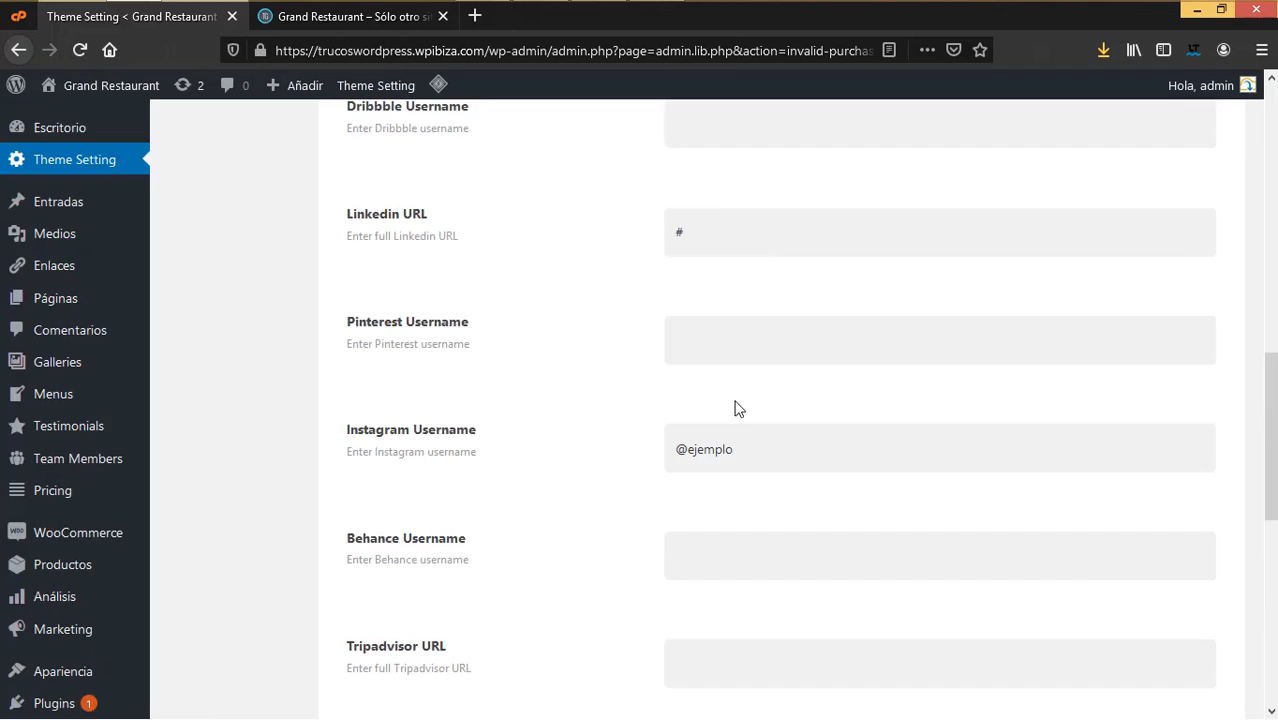 Theme Setting < Grand Restaurant
Grand Restaurant – Sólo otro si
https://trucoswordpress.wpibiza.com/wp-admin/admin.php?page=admin.lib.php&action=invalid-purchas
Grand Restaurant
2
0
Añadir
Theme Setting
Hola, admin
Escritorio
Theme Setting
Entradas
Medios
Enlaces
Páginas
Comentarios
Galleries
Menus
Testimonials
Team Members
Pricing
WooCommerce
Productos
Análisis
Marketing
Apariencia
Plugins 1
Dribbble Username
Enter Dribbble username
Linkedin URL
Enter full Linkedin URL
#
Pinterest Username
Enter Pinterest username
Instagram Username
Enter Instagram username
@ejemplo
Behance Username
Enter Behance username
Tripadvisor URL
Enter full Tripadvisor URL